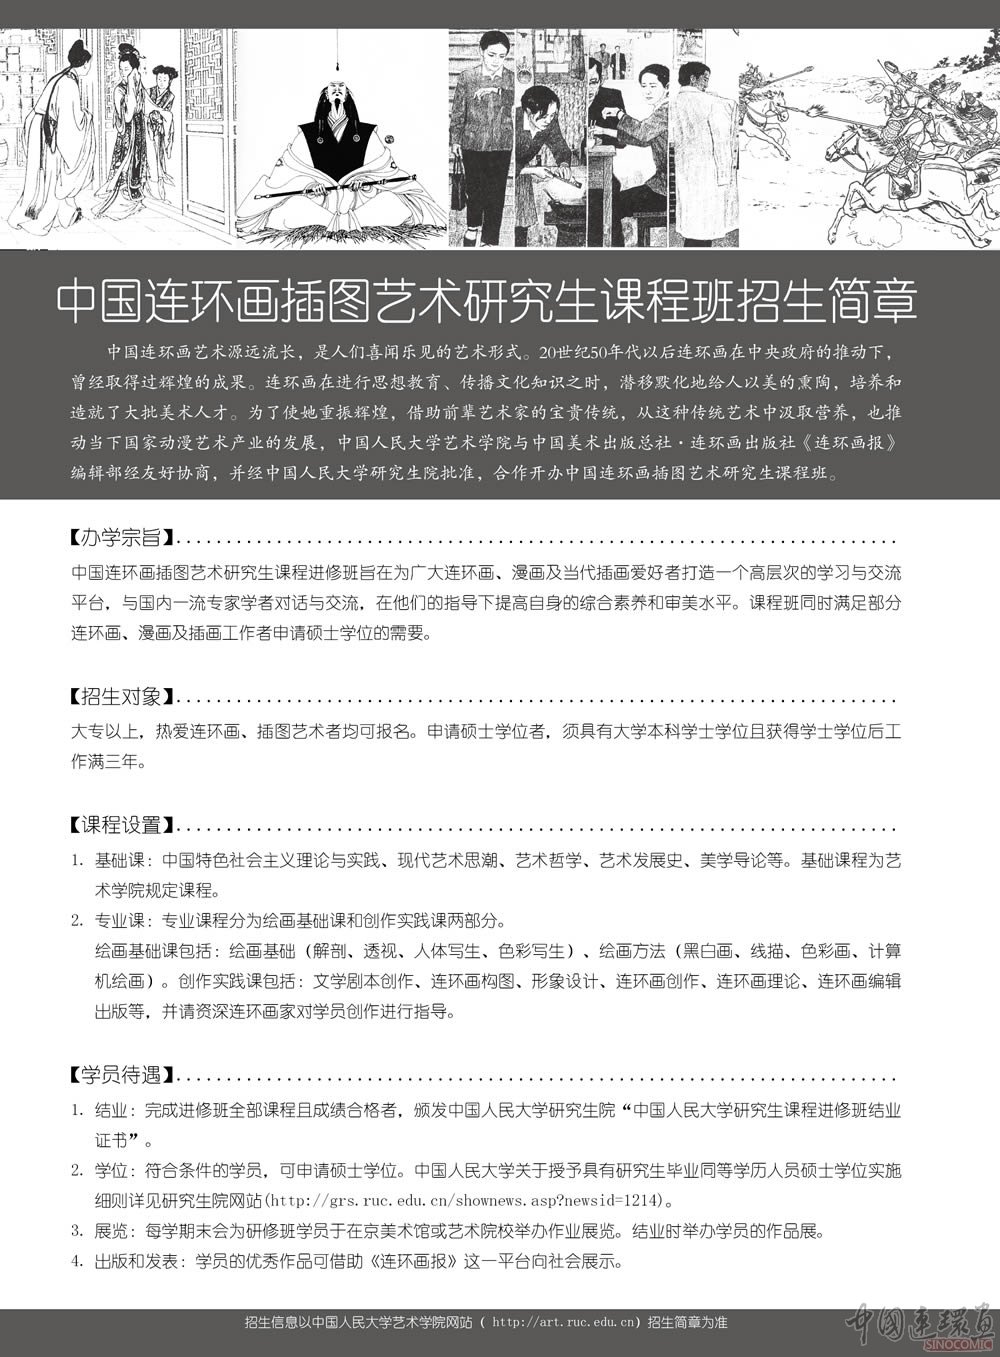 中国连环画插图艺术研究生课程班招生简章
中国连环画艺术源远流长，是人们喜闻乐见的艺术形式。20世纪50年代以后连环画在中央政府的推动下，
曾经取得过辉煌的成果。连环画在进行思想教育、传播文化知识之时，潜移默化地给人以美的熏陶，培养和
造就了大批美术人才。为了使她重振辉煌，借助前辈艺术家的宝贵传统，从这种传统艺术中汲取营养，也推
动当下国家动漫艺术产业的发展，中国人民大学艺术学院与中国美术出版总社·连环画出版社《连环画报》
编辑部经友好协商，并经中国人民大学研究生院批准，合作开办中国连环画插图艺术研究生课程班。
【办学宗旨】
中国连环画插图艺术研究生课程进修班旨在为广大连环画、漫画及当代插画爱好者打造一个高层次的学习与交流
平台，与国内一流专家学者对话与交流，在他们的指导下提高自身的综合素养和审美水平。课程班同时满足部分
连环画、漫画及插画工作者申请硕士学位的需要。
【招生对象】
大专以上，热爱连环画、插图艺术者均可报名。申请硕士学位者，须具有大学本科学士学位且获得学士学位后工
作满三年。
【课程设置】
1. 基础课：中国特色社会主义理论与实践、现代艺术思潮、艺术哲学、艺术发展史、美学导论等。基础课程为艺
术学院规定课程。
2. 专业课：专业课程分为绘画基础课和创作实践课两部分。
绘画基础课包括：绘画基础（解剖、透视、人体写生、色彩写生）、绘画方法（黑白画、线描、色彩画、计算
机绘画）。创作实践课包括：文学剧本创作、连环画构图、形象设计、连环画创作、连环画理论、连环画编辑
出版等，并请资深连环画家对学员创作进行指导。
【学员待遇】
1. 结业：完成进修班全部课程且成绩合格者，颁发中国人民大学研究生院“中国人民大学研究生课程进修班结业
证书”。
2. 学位：符合条件的学员，可申请硕士学位。中国人民大学关于授予具有研究生毕业同等学历人员硕士学位实施
细则详见研究生院网站(http://grs.ruc.edu.cn/shownews.asp?newsid=1214)。
3. 展览：每学期末会为研修班学员于在京美术馆或艺术院校举办作业展览。结业时举办学员的作品展。
4. 出版和发表：学员的优秀作品可借助《连环画报》这一平台向社会展示。
招生信息以中国人民大学艺术学院网站（ http://art.ruc.edu.cn）招生简章为准
中国连环画
SINOCOMIC